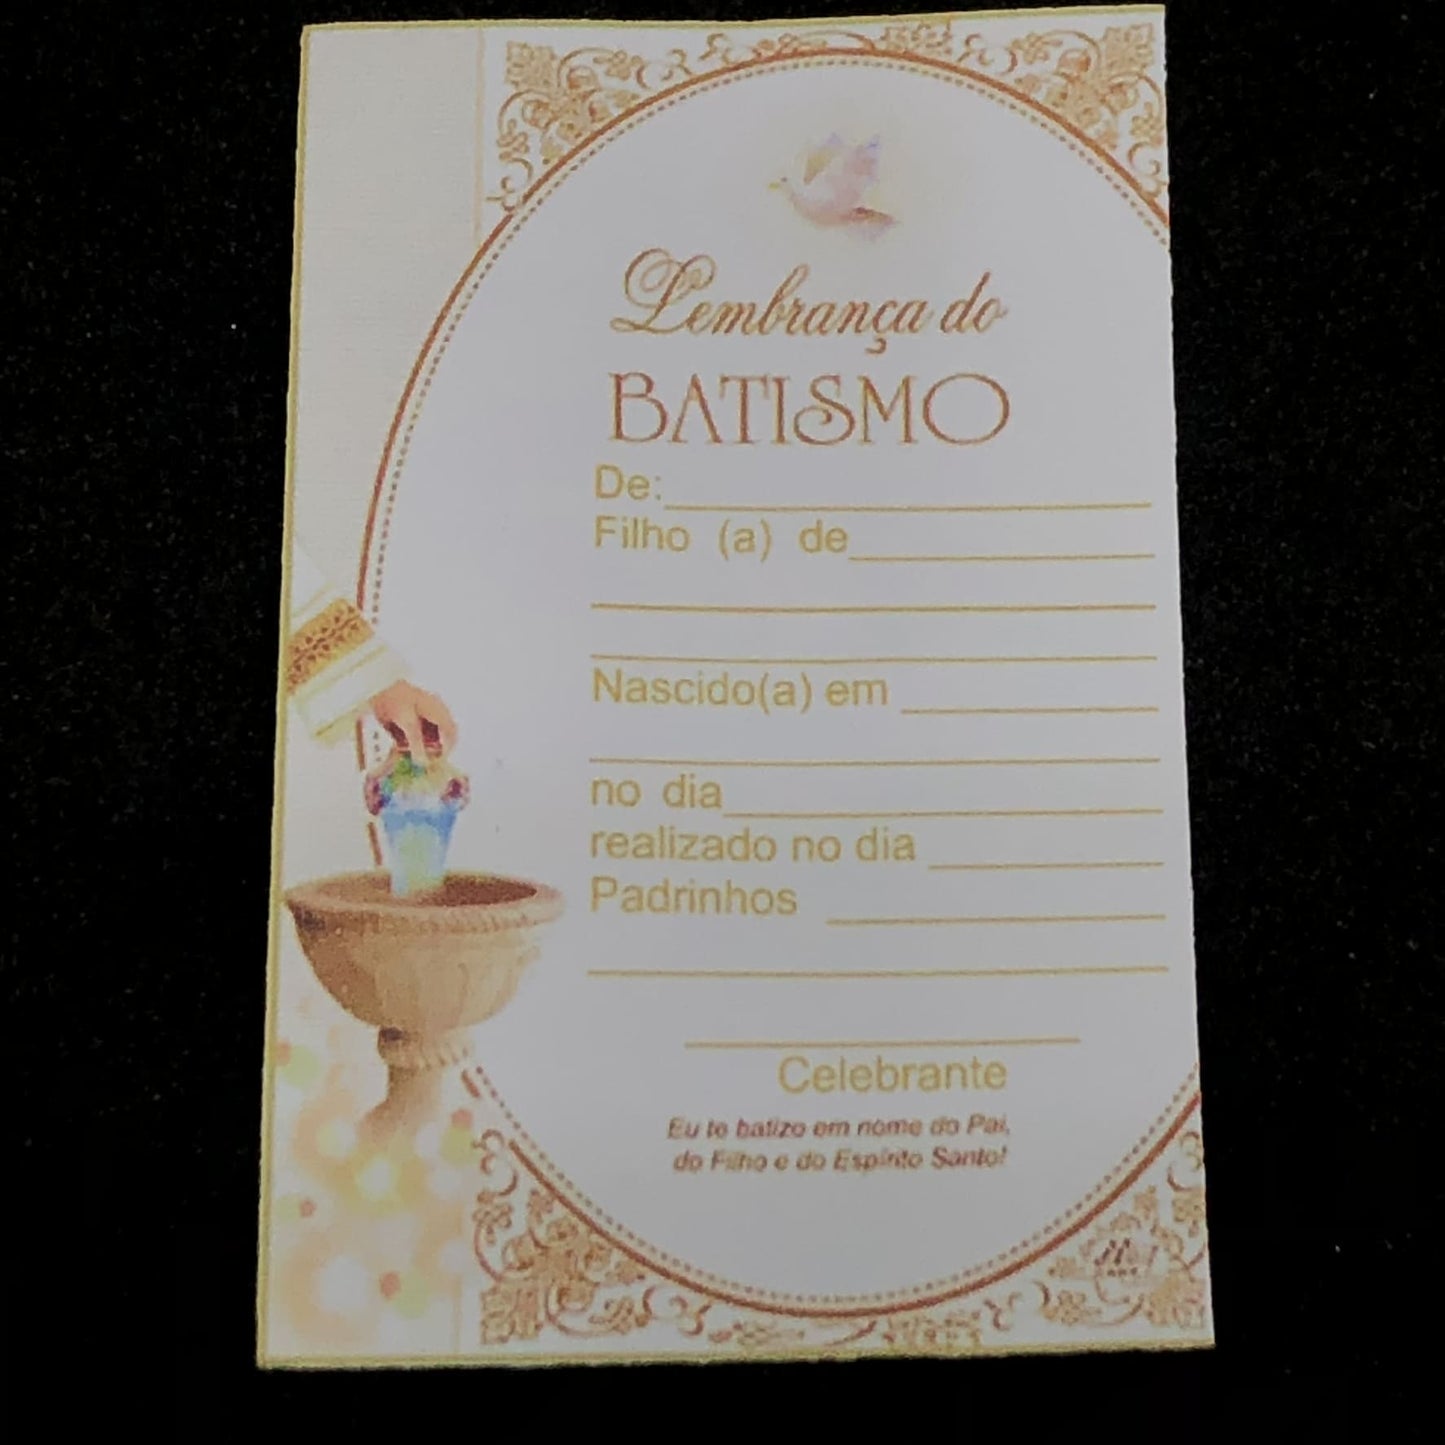 Lembrança do
BATISMO
De:
Filho (a) de
Nascido(a) em
no dia
realizado no dia
Padrinhos
Celebrante
Eu te batizo em nome do Pai,
do Filho e do Espírito Santo!